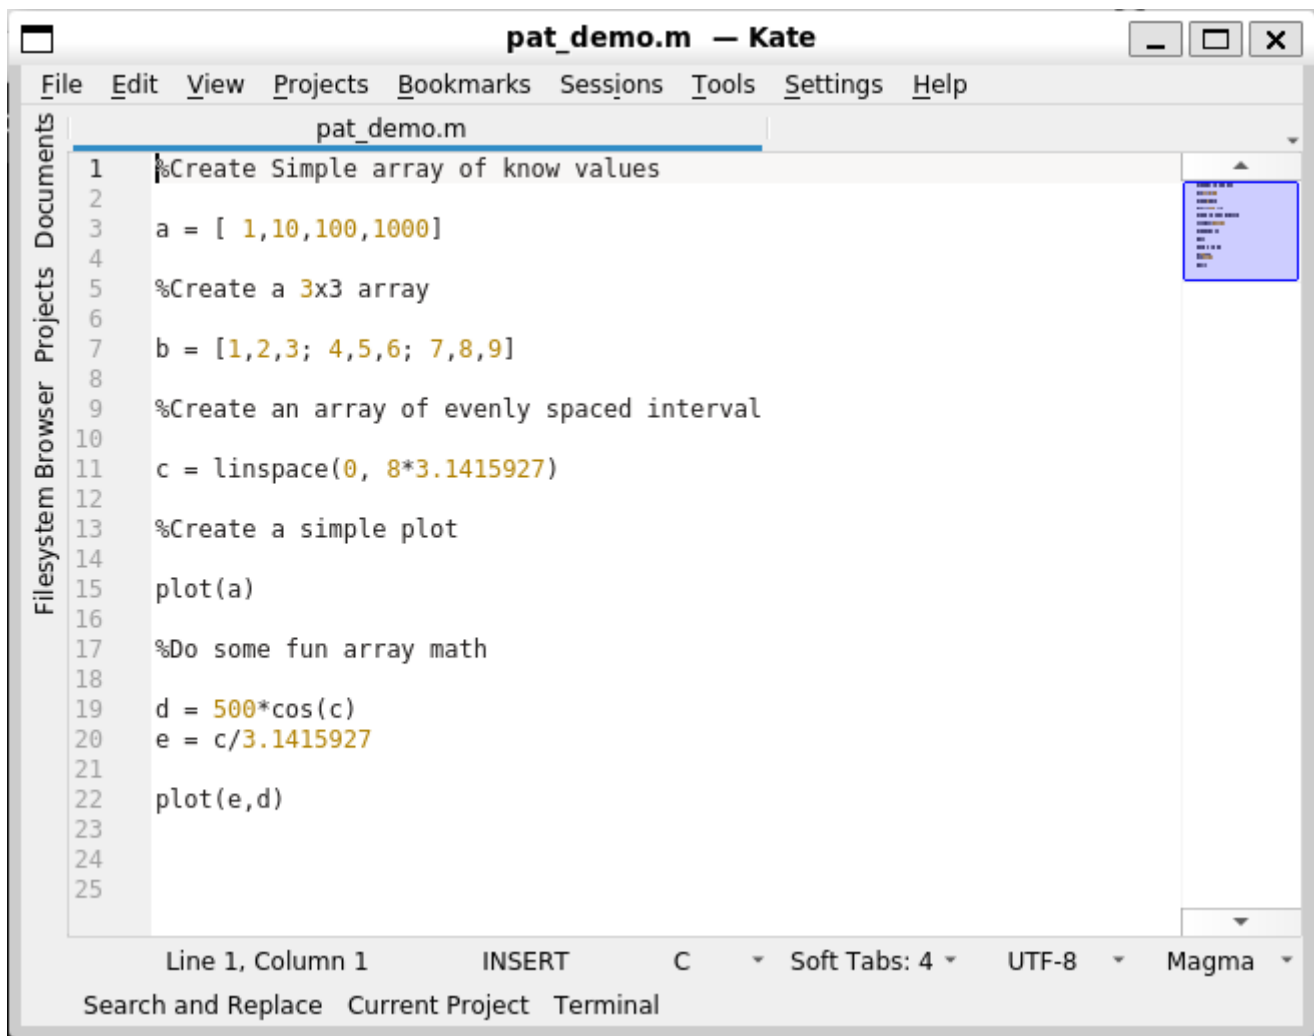 pat_demo.m — Kate
File Edit View Projects Bookmarks Sessions Tools Settings Help
Documents
Projects
Filesystem Browser
pat_demo.m
1 %Create Simple array of know values
2
3 a = [ 1,10,100,1000]
4
5 %Create a 3x3 array
6
7 b = [1,2,3; 4,5,6; 7,8,9]
8
9 %Create an array of evenly spaced interval
10
11 c = linspace(0, 8*3.1415927)
12
13 %Create a simple plot
14
15 plot(a)
16
17 %Do some fun array math
18
19 d = 500*cos(c)
20 e = c/3.1415927
21
22 plot(e,d)
23
24
25
Line 1, Column 1 INSERT C Soft Tabs: 4 UTF-8 Magma
Search and Replace Current Project Terminal